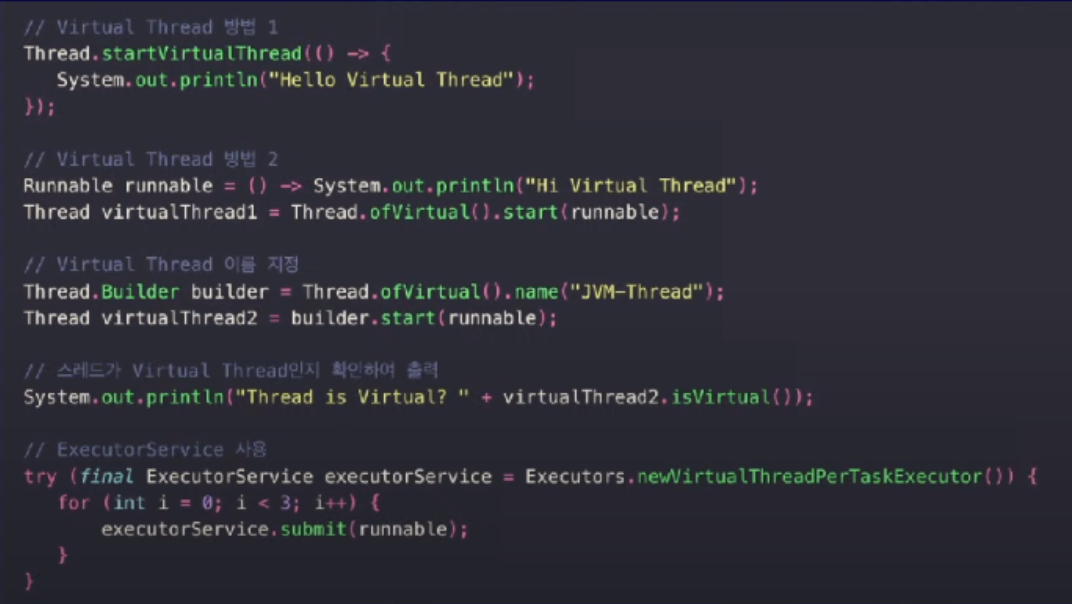 // Virtual Thread 방법 1
Thread.startVirtualThread(() -> {
   System.out.println("Hello Virtual Thread");
});

// Virtual Thread 방법 2
Runnable runnable = () -> System.out.println("Hi Virtual Thread");
Thread virtualThread1 = Thread.ofVirtual().start(runnable);

// Virtual Thread 이름 지정
Thread.Builder builder = Thread.ofVirtual().name("JVM-Thread");
Thread virtualThread2 = builder.start(runnable);

// 스레드가 Virtual Thread인지 확인하여 출력
System.out.println("Thread is Virtual? " + virtualThread2.isVirtual());

// ExecutorService 사용
try (final ExecutorService executorService = Executors.newVirtualThreadPerTaskExecutor()) {
   for (int i = 0; i < 3; i++) {
       executorService.submit(runnable);
   }
}